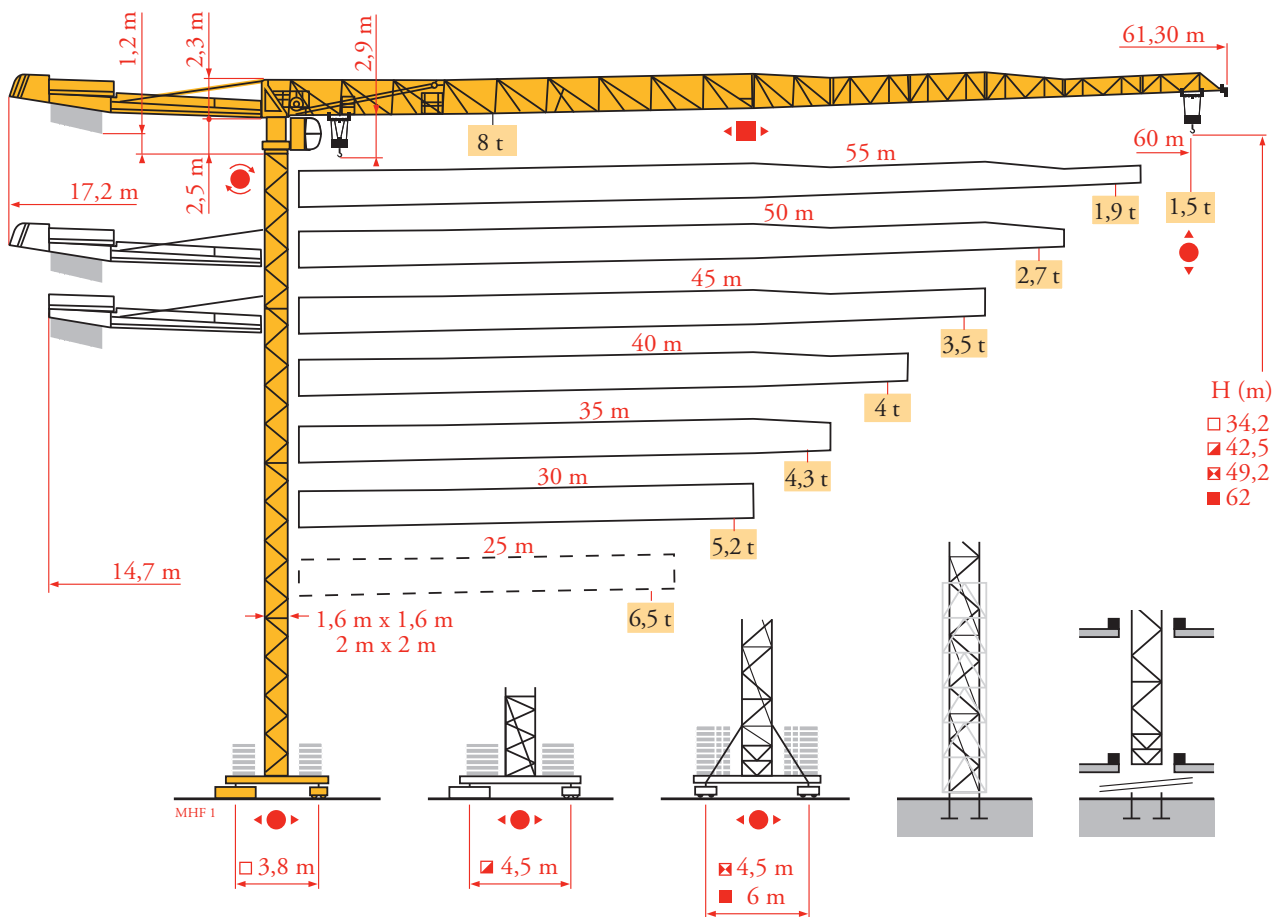 1,2 m
2,3 m
2,9 m
61,30 m
8 t
60 m
2,5 m
55 m
17,2 m
1,9 t
1,5 t
50 m
2,7 t
45 m
3,5 t
40 m
4 t
H (m)
34,2
42,5
49,2
62
35 m
4,3 t
30 m
5,2 t
25 m
14,7 m
6,5 t
1,6 m x 1,6 m
2 m x 2 m
MHF 1
3,8 m
4,5 m
4,5 m
6 m